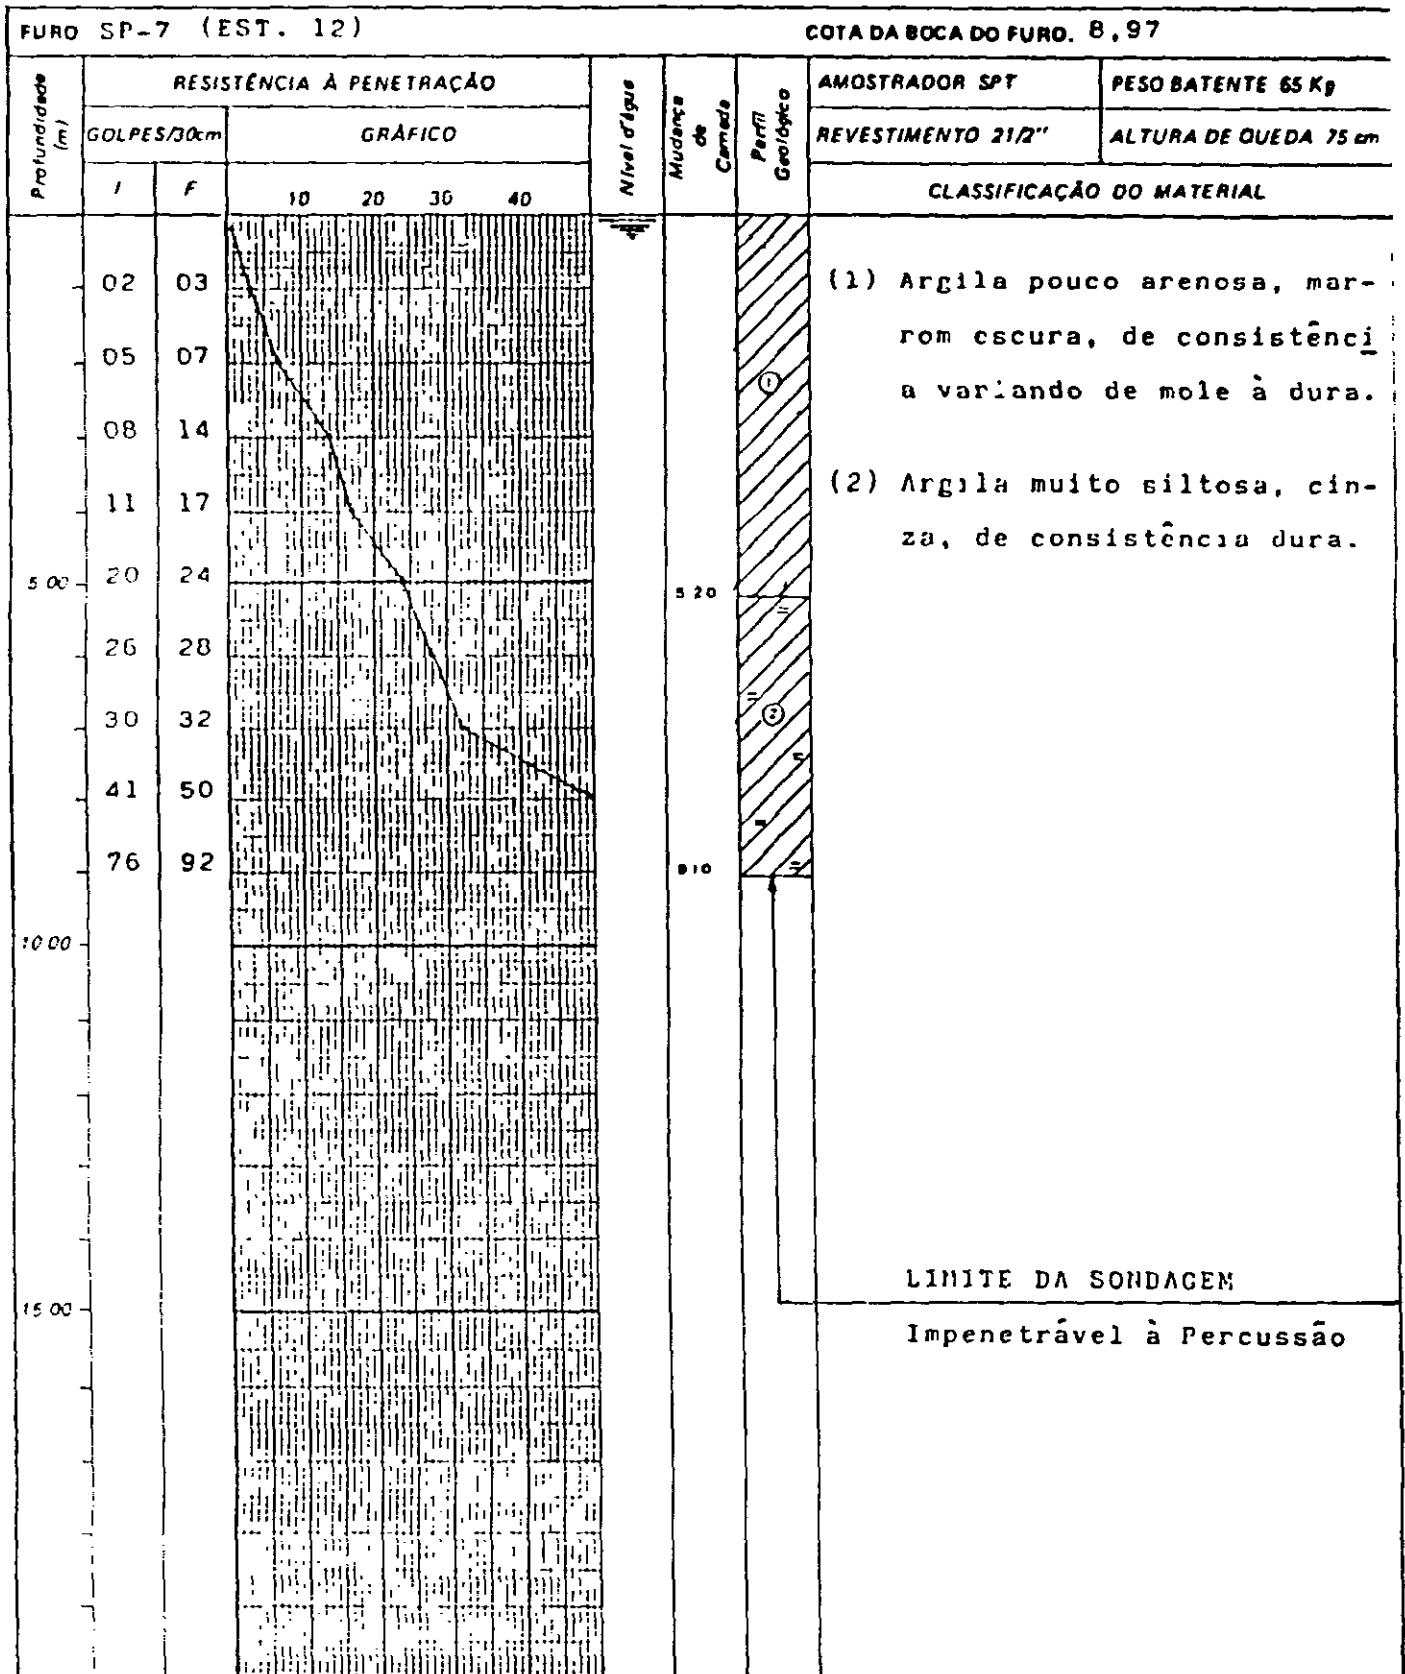 FURO SP-7 (EST. 12)
COTA DA BOCA DO FURO. 8,97
Profundidade (m)
RESISTÊNCIA À PENETRAÇÃO
GOLPES/30cm
GRÁFICO
I F
10 20 30 40
Nível d'água
Mudança de Camada
Perfil Geológico
AMOSTRADOR SPT
PESO BATENTE 65 Kg
REVESTIMENTO 21/2"
ALTURA DE QUEDA 75 cm
CLASSIFICAÇÃO DO MATERIAL
02 03
05 07
08 14
11 17
5 00 20 24
26 28
30 32
41 50
76 92
10 00
15 00
5 20
9 10
1
2
(1) Argila pouco arenosa, mar-
rom escura, de consistênci
a variando de mole à dura.
(2) Argila muito siltosa, cin-
za, de consistência dura.
LIMITE DA SONDAGEM
Impenetrável à Percussão